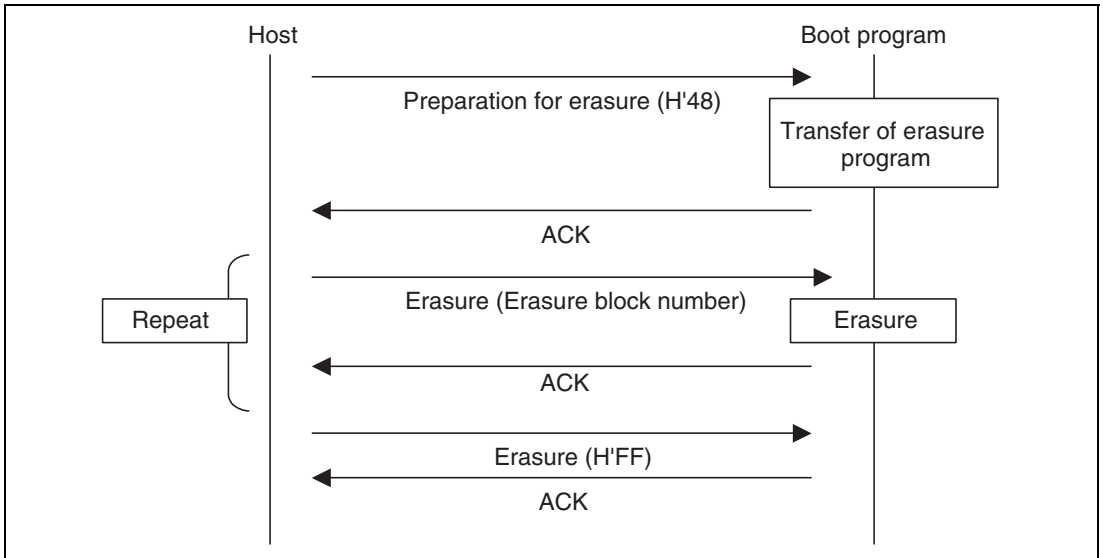 Host
Boot program
Preparation for erasure (H'48)
Transfer of erasure
program
ACK
Erasure (Erasure block number)
Repeat
Erasure
ACK
Erasure (H'FF)
ACK